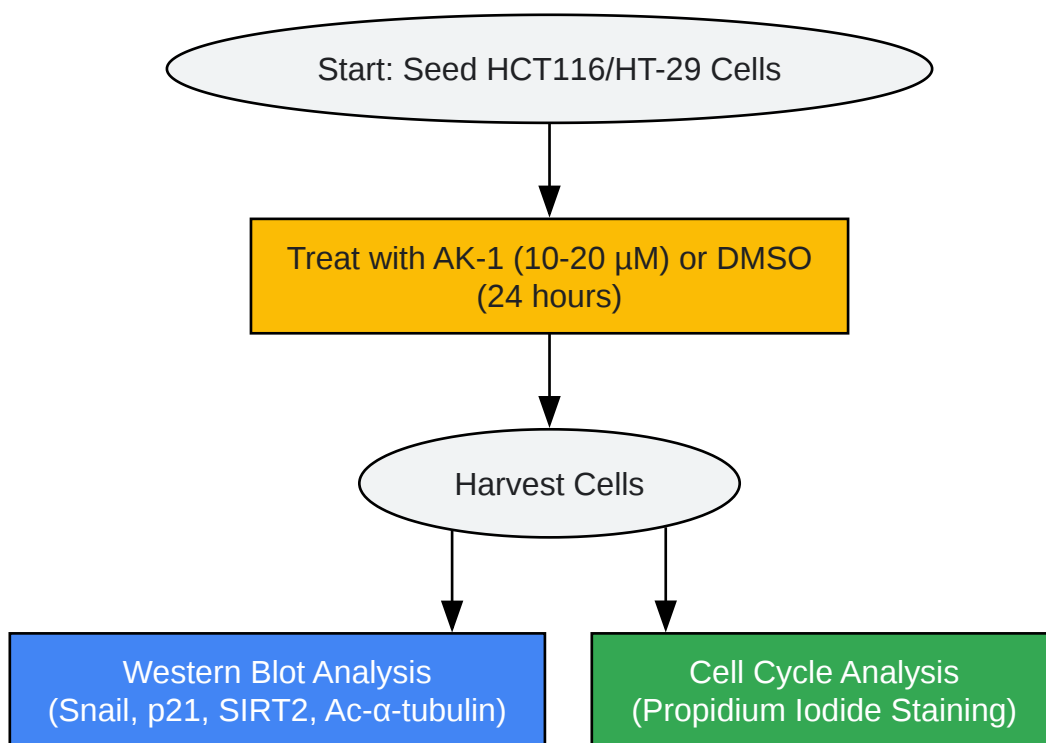 Start: Seed HCT116/HT-29 Cells
Treat with AK-1 (10-20 µM) or DMSO
(24 hours)
Harvest Cells
Western Blot Analysis
(Snail, p21, SIRT2, Ac-α-tubulin)
Cell Cycle Analysis
(Propidium Iodide Staining)